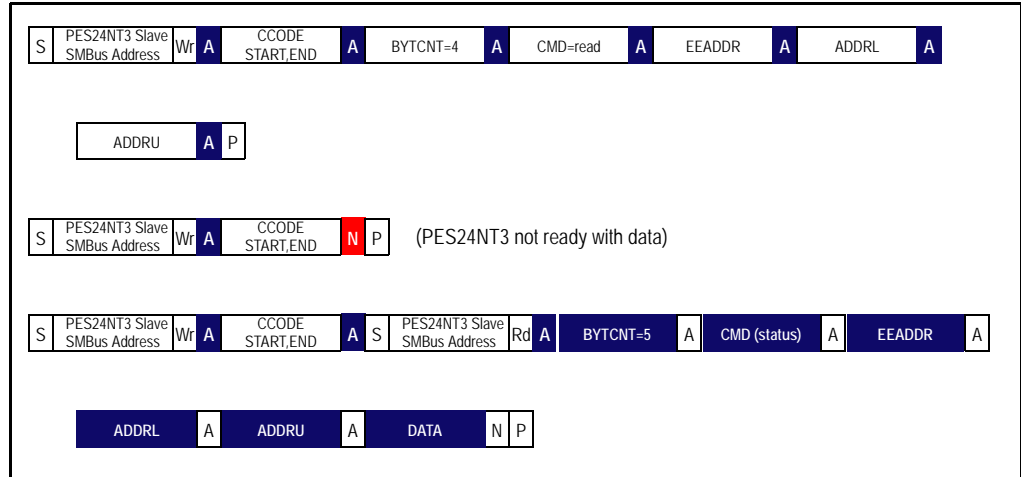 S PES24NT3 Slave SMBus Address Wr A CCODE START,END A BYTCNT=4 A CMD=read A EEADDR A ADDRL A
ADDRU A P
S PES24NT3 Slave SMBus Address Wr A CCODE START,END N P (PES24NT3 not ready with data)
S PES24NT3 Slave SMBus Address Wr A CCODE START,END A S PES24NT3 Slave SMBus Address Rd A BYTCNT=5 A CMD (status) A EEADDR A
ADDRL A ADDRU A DATA N P